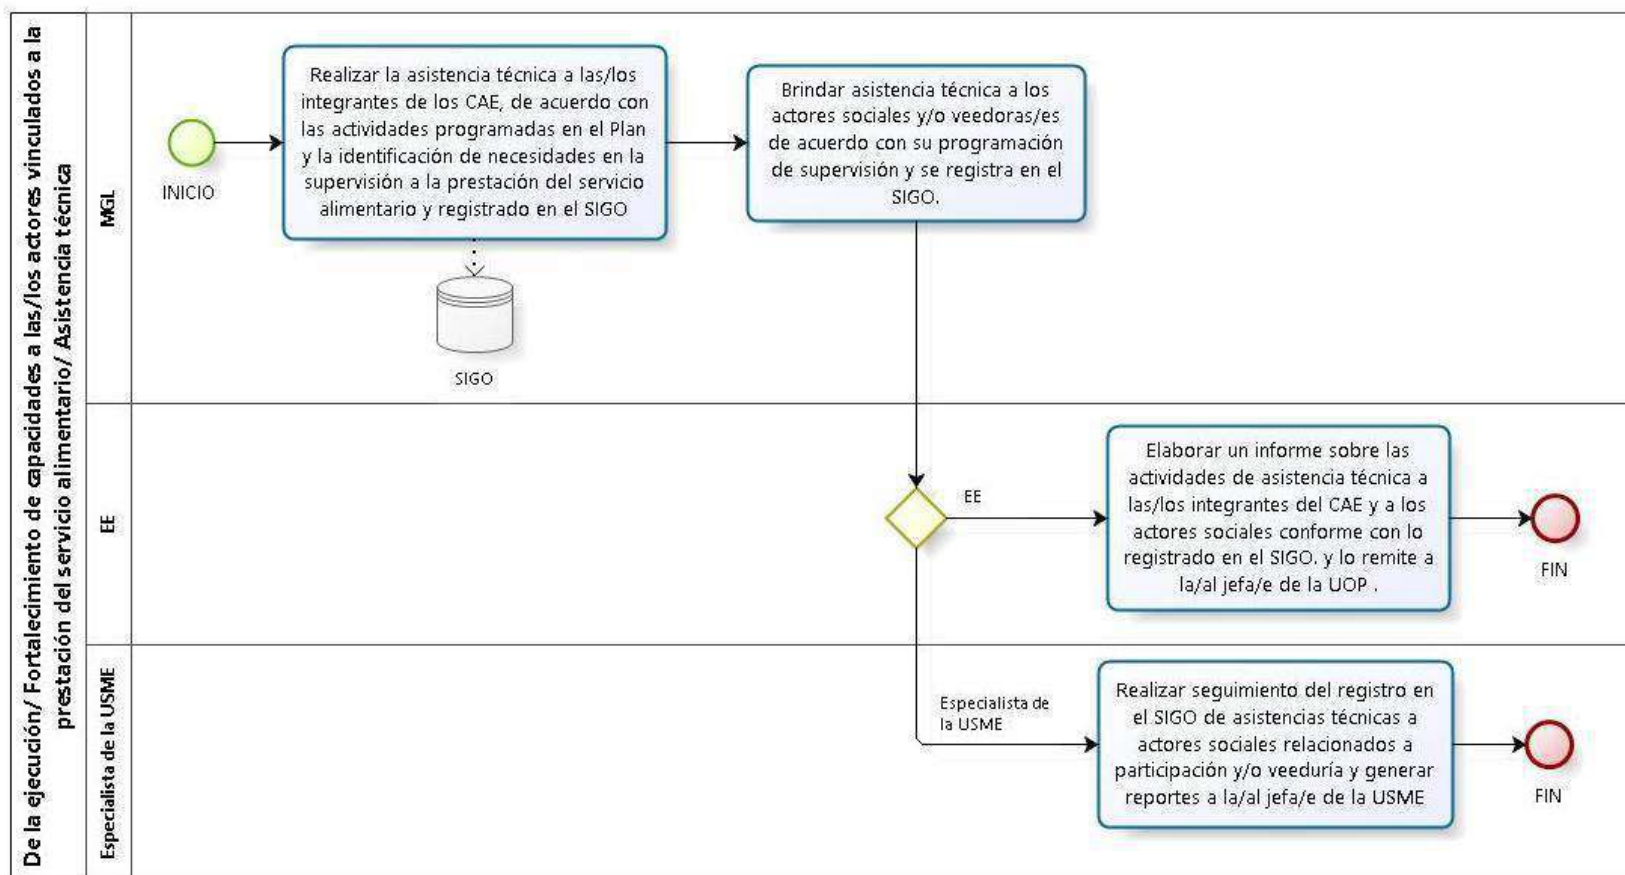 De la ejecución/ Fortalecimiento de capacidades a las/los actores vinculados a la
prestación del servicio alimentario/ Asistencia técnica
MGL
INICIO
Realizar la asistencia técnica a las/los
integrantes de los CAE, de acuerdo con
las actividades programadas en el Plan
y la identificación de necesidades en la
supervisión a la prestación del servicio
alimentario y registrado en el SIGO
SIGO
Brindar asistencia técnica a los
actores sociales y/o veedoras/es
de acuerdo con su programación
de supervisión y se registra en el
SIGO.
EE
EE
Elaborar un informe sobre las
actividades de asistencia técnica a
las/los integrantes del CAE y a los
actores sociales conforme con lo
registrado en el SIGO. y lo remite a
la/al jefa/e de la UOP .
FIN
Especialista de la USME
Especialista de
la USME
Realizar seguimiento del registro en
el SIGO de asistencias técnicas a
actores sociales relacionados a
participación y/o veeduría y generar
reportes a la/al jefa/e de la USME
FIN